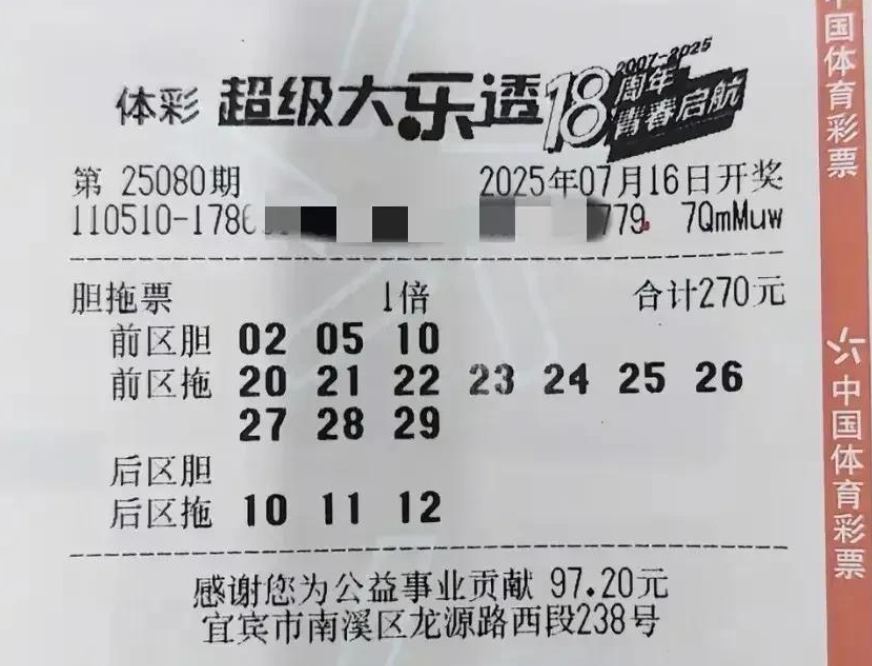 体彩 超级大乐透 18周年 2007-2025 青春启航
第 25080期 2025年07月16日开奖
110510-1786 779. 7QmMuw
胆拖票 1倍 合计270元
前区胆 02 05 10
前区拖 20 21 22 23 24 25 26
27 28 29
后区胆
后区拖 10 11 12
感谢您为公益事业贡献 97.20元
宜宾市南溪区龙源路西段238号
中国体育彩票
中国体育彩票